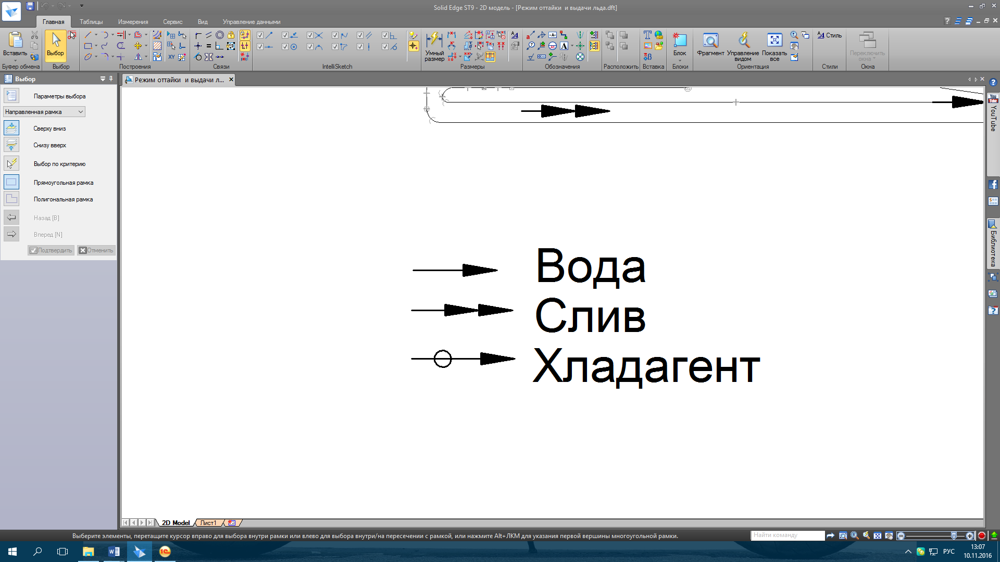 Solid Edge ST9 - 2D модель - [Режим оттайки и выдачи льда.dft]
Главная Таблицы Измерения Сервис Вид Управление данными
Вставить
Буфер обмена
Выбор
Выбор
Построения
Связи
IntelliSketch
Умный размер
Размеры
Обозначения
Расположить
Вставка
Блок
Блоки
Фрагмент
Управление видом
Показать все
Ориентация
Стиль
Стили
Переключить окна
Окна
Выбор
Параметры выбора
Направленная рамка
Сверху вниз
Снизу вверх
Выбор по критерию
Прямоугольная рамка
Полигональная рамка
Назад [B]
Вперед [N]
Подтвердить Отменить
Режим оттайки и выдачи л...
Вода
Слив
Хладагент
YouTube
Библиотека
2D Model Лист1
Выберите элементы, перетащите курсор вправо для выбора внутри рамки или влево для выбора внутри/на пересечении с рамкой, или нажмите Alt+ЛКМ для указания первой вершины многоугольной рамки.
Найти команду
РУС
13:07
10.11.2016